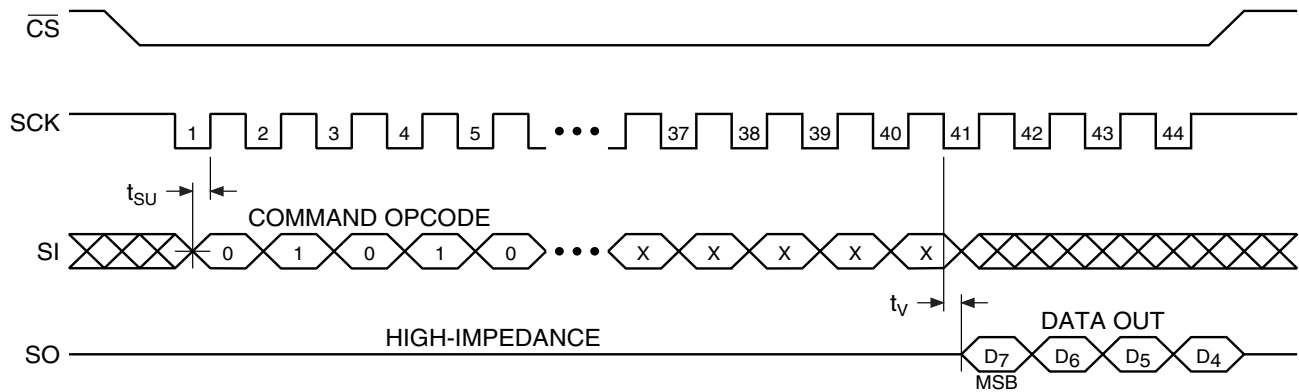 CS
SCK 1 2 3 4 5 ••• 37 38 39 40 41 42 43 44
tSU
COMMAND OPCODE
SI 0 1 0 1 0 ••• X X X X X
tV
HIGH-IMPEDANCE DATA OUT
SO D7 D6 D5 D4
MSB